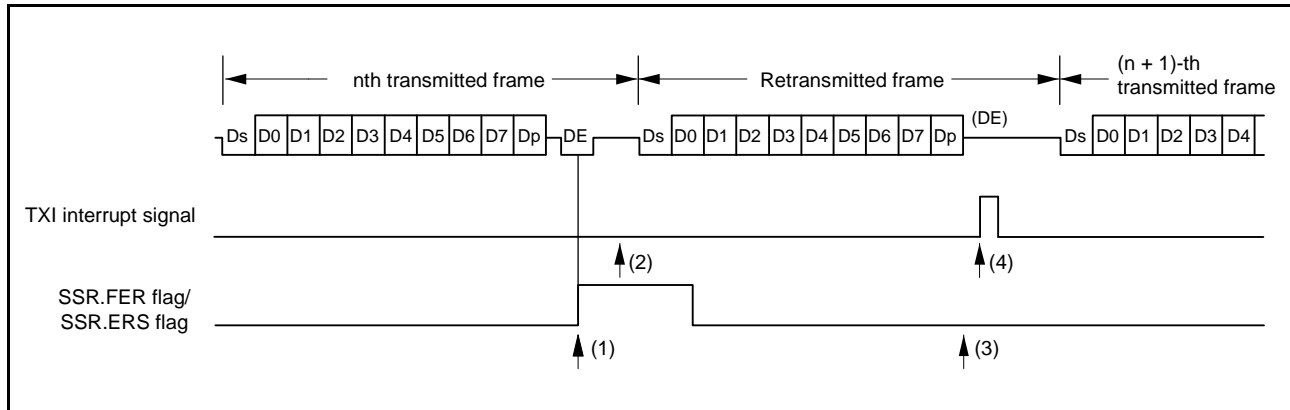 nth transmitted frame
Retransmitted frame
(n + 1)-th
transmitted frame
Ds D0 D1 D2 D3 D4 D5 D6 D7 Dp DE Ds D0 D1 D2 D3 D4 D5 D6 D7 Dp (DE) Ds D0 D1 D2 D3 D4
TXI interrupt signal
(2) (4)
SSR.FER flag/
SSR.ERS flag
(1) (3)